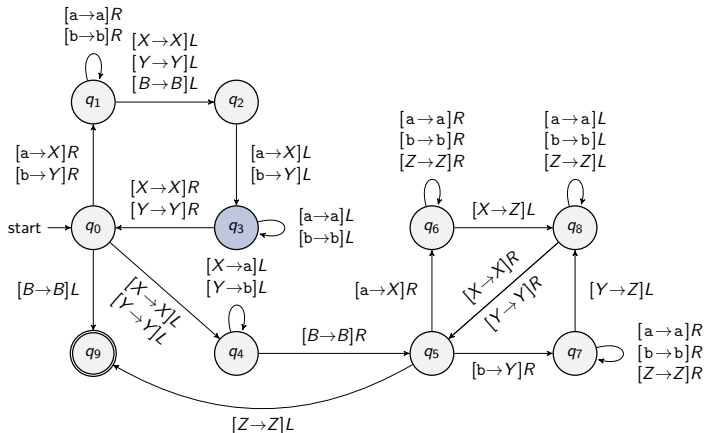 [a→a]R
[b→b]R
[X→X]L
[Y→Y]L
[B→B]L
q1
q2
[a→X]R
[b→Y]R
[a→X]L
[b→Y]L
[X→X]R
[Y→Y]R
start
q0
q3
[a→a]L
[b→b]L
[B→B]L
[X→X]L
[Y→Y]L
[X→a]L
[Y→b]L
q9
q4
[B→B]R
[a→a]R
[b→b]R
[Z→Z]R
[a→a]L
[b→b]L
[Z→Z]L
q6
[X→Z]L
q8
[a→X]R
[X→X]R
[Y→Y]R
[Y→Z]L
q5
[b→Y]R
q7
[a→a]R
[b→b]R
[Z→Z]R
[Z→Z]L